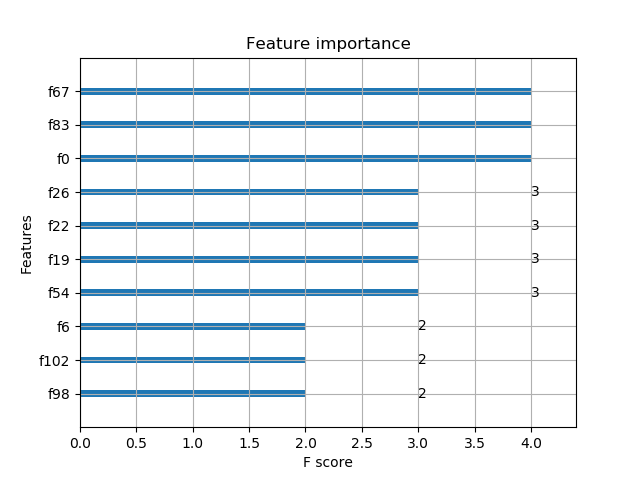 Feature importance
f67
f83
f0
f26 3
f22 3
f19 3
f54 3
f6 2
f102 2
f98 2
Features
0.0 0.5 1.0 1.5 2.0 2.5 3.0 3.5 4.0
F score